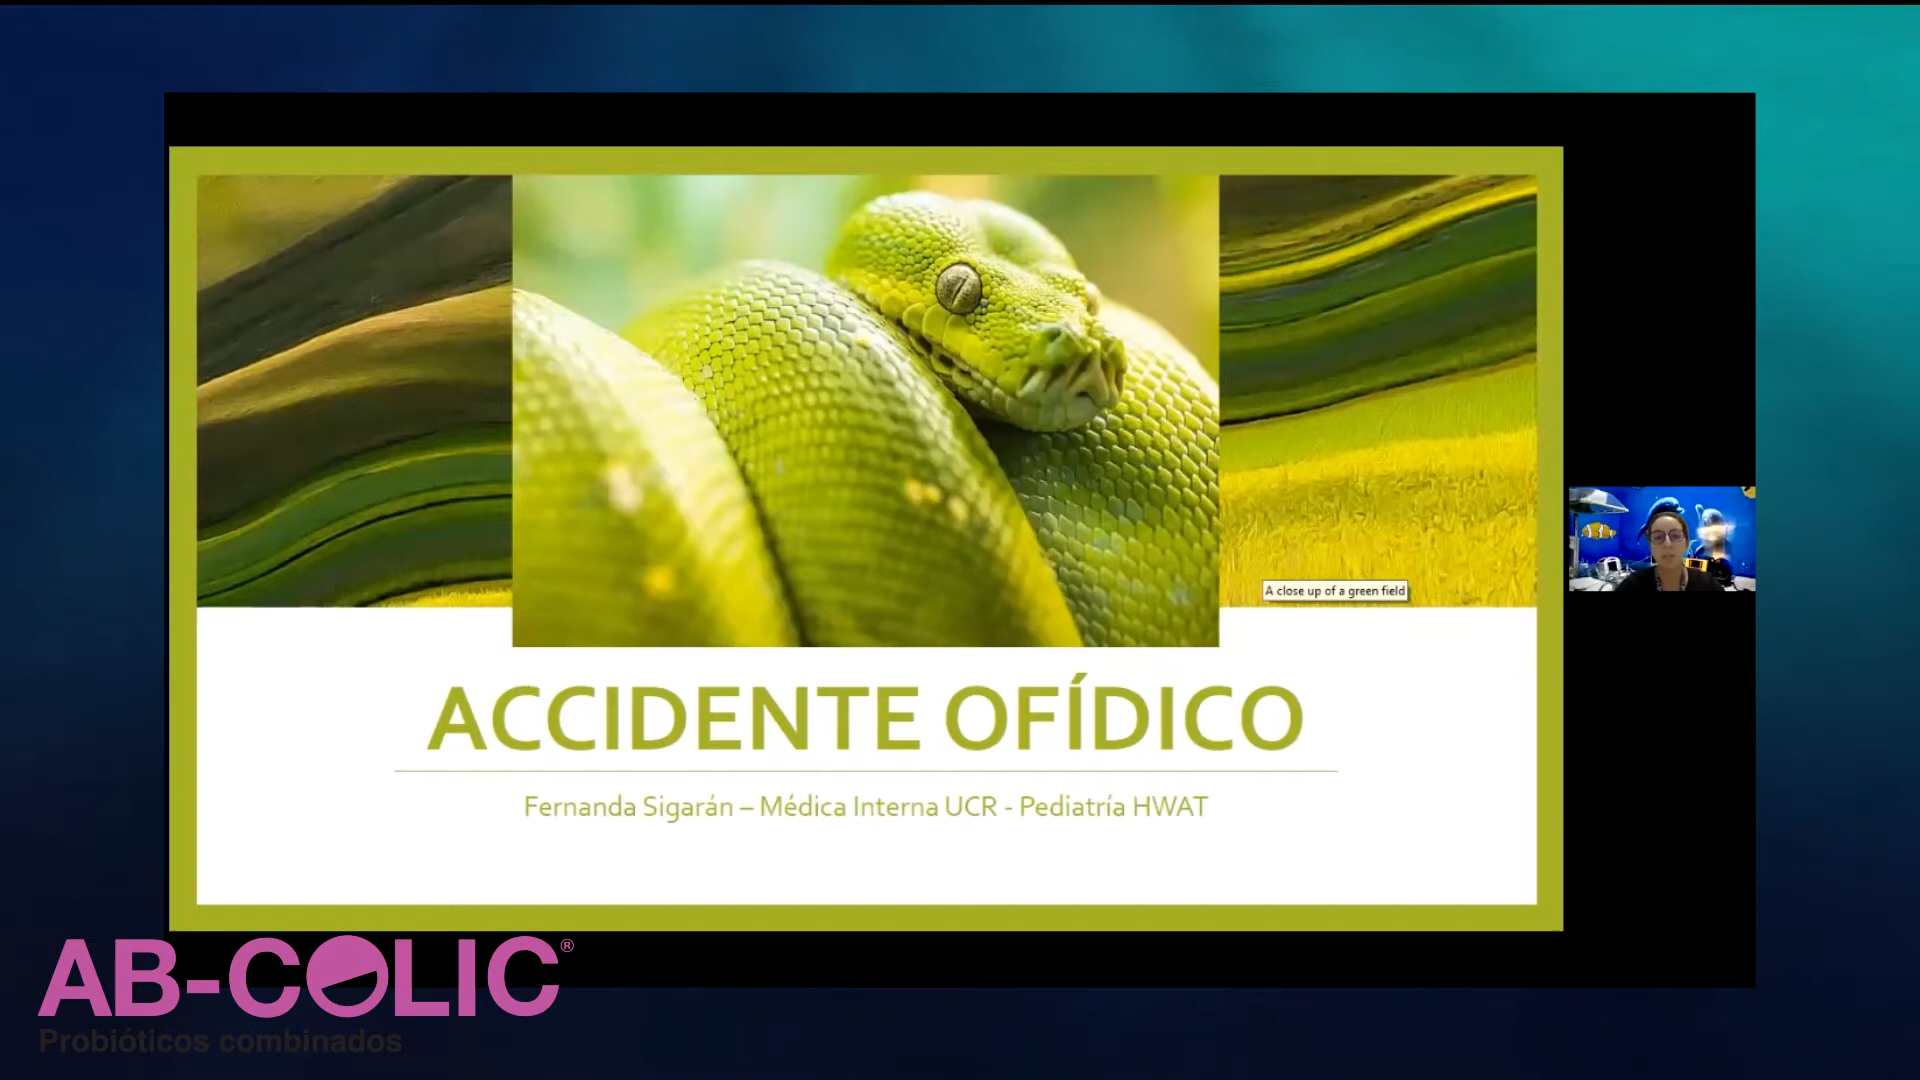 A close up of a green field
ACCIDENTE OFÍDICO
Fernanda Sigarán – Médica Interna UCR - Pediatría HWAT
AB-COLIC®
Probióticos combinados